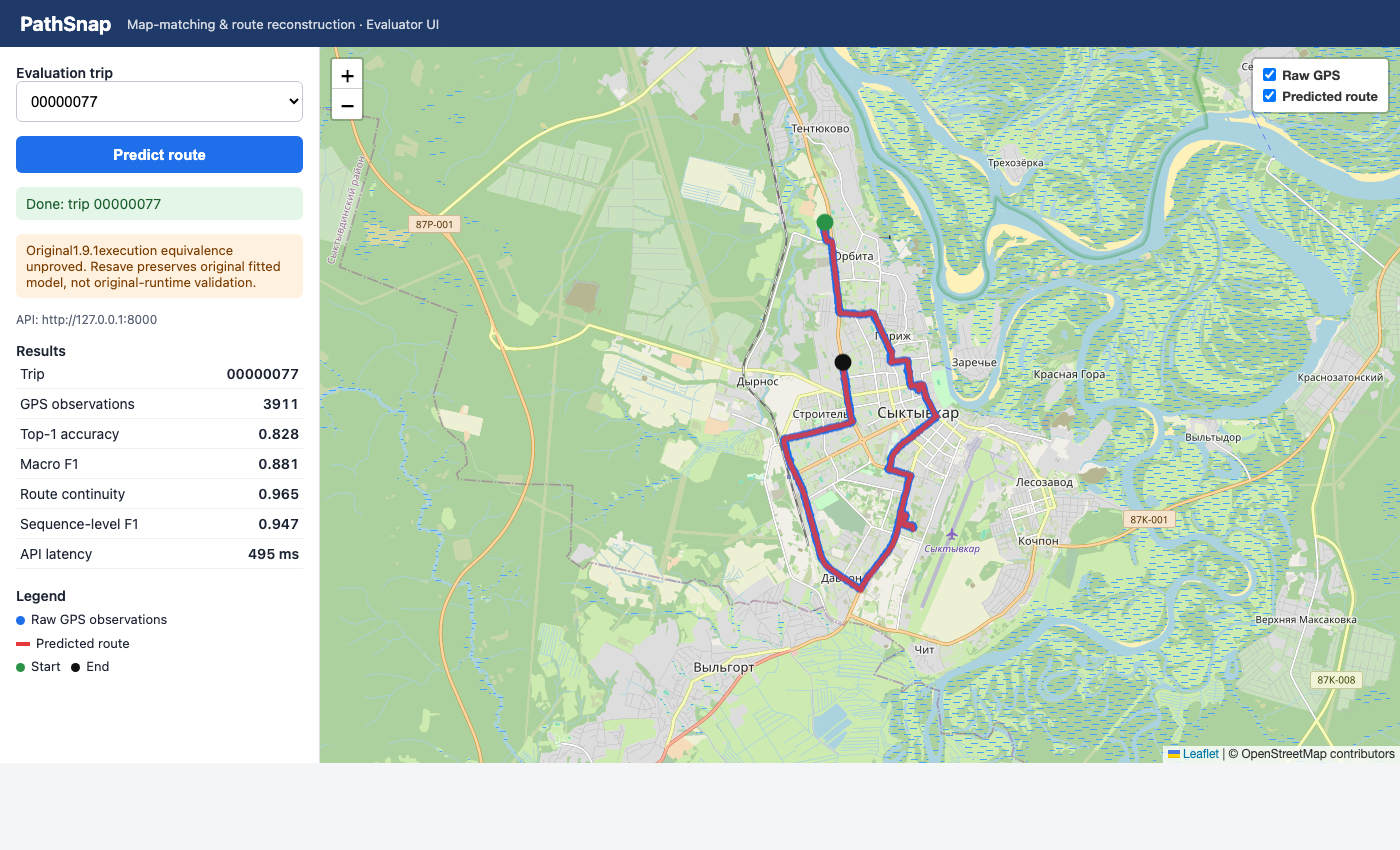 PathSnap Map-matching & route reconstruction · Evaluator UI
Evaluation trip
00000077
Predict route
Done: trip 00000077
Original1.9.1execution equivalence
unproved. Resave preserves original fitted
model, not original-runtime validation.
API: http://127.0.0.1:8000
Results
Trip 00000077
GPS observations 3911
Top-1 accuracy 0.828
Macro F1 0.881
Route continuity 0.965
Sequence-level F1 0.947
API latency 495 ms
Legend
Raw GPS observations
Predicted route
Start End
+
−
Raw GPS
Predicted route
Тентюково
Трехозёрка
Сыктывдинский район
87Р-001
Орбита
Заречье
Красная Гора
Краснозатонский
Дырнос
Строитель
Сыктывкар
Выльтыдор
Лесозавод
87К-001
Кочпон
Сыктывкар
Верхняя Максаковка
Чит
Выльгорт
87К-008
Leaflet | © OpenStreetMap contributors